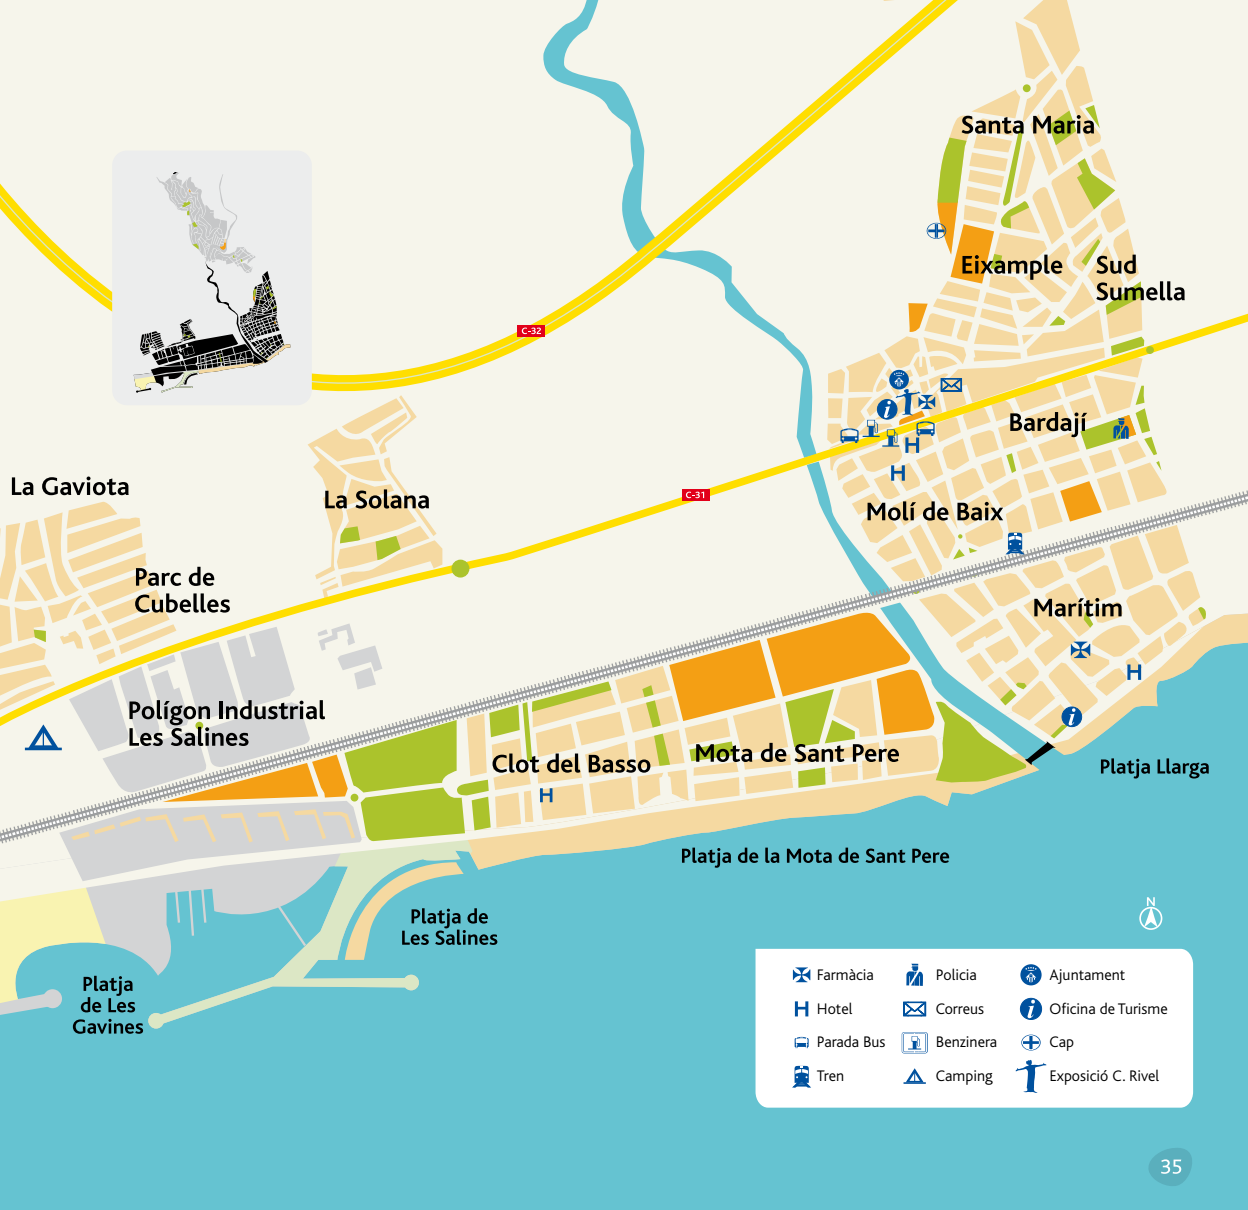 Santa Maria
Eixample
Sud
Sumella
C-32
Bardají
La Gaviota
La Solana
C-31
H
H
Molí de Baix
Parc de
Cubelles
Marítim
H
Polígon Industrial
Les Salines
i
i
Clot del Basso
Mota de Sant Pere
H
Platja Llarga
Platja de la Mota de Sant Pere
Platja de
Les Salines
Platja
de Les
Gavines
N
Farmàcia
Policia
Ajuntament
H Hotel
Correus
i Oficina de Turisme
Parada Bus
Benzinera
Cap
Tren
Camping
Exposició C. Rivel
35